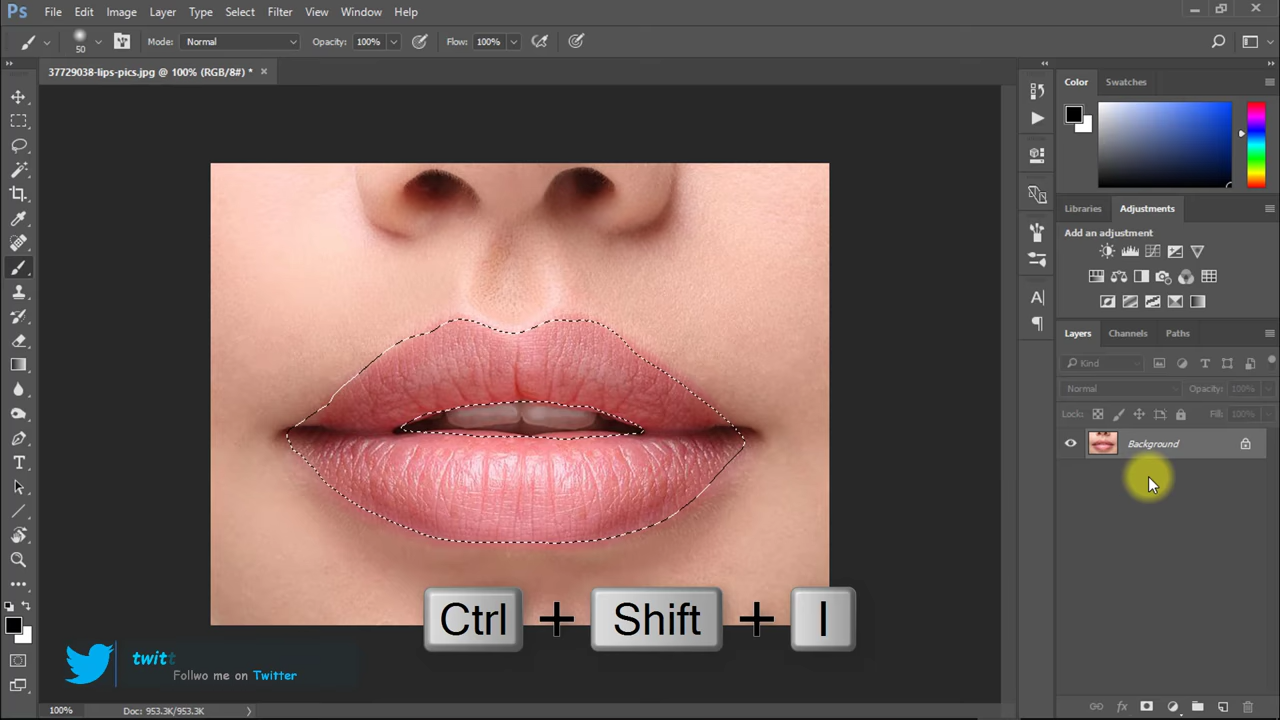 Ps File Edit Image Layer Type Select Filter View Window Help
50 Mode: Normal Opacity: 100% Flow: 100%
37729038-lips-pics.jpg @ 100% (RGB/8#) * ×
Color Swatches
Libraries Adjustments
Add an adjustment
Layers Channels Paths
Kind
Normal Opacity: 100%
Lock: Fill: 100%
Background
Ctrl + Shift + I
twitt
Follwo me on Twitter
100% Doc: 953.3K/953.3K